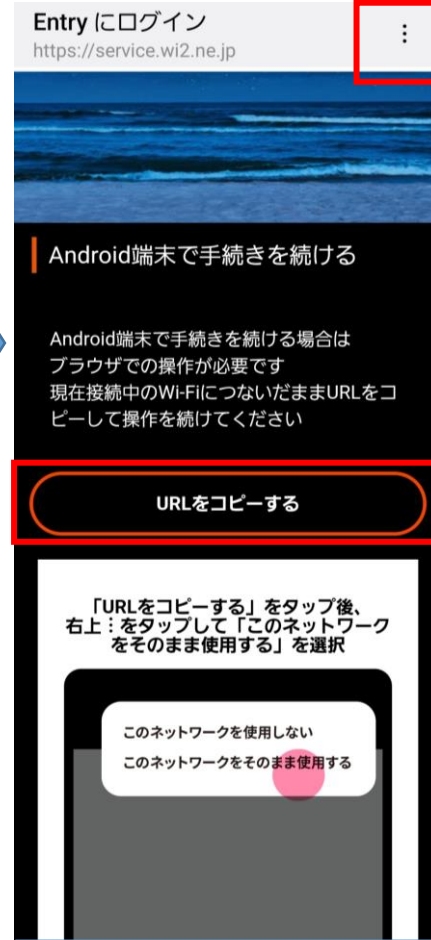 Entry にログイン
https://service.wi2.ne.jp
Android端末で手続きを続ける
Android端末で手続きを続ける場合は
ブラウザでの操作が必要です
現在接続中のWi-FiにつないだままURLをコ
ピーして操作を続けてください
URLをコピーする
「URLをコピーする」をタップ後、
右上⋮をタップして「このネットワーク
をそのまま使用する」を選択
このネットワークを使用しない
このネットワークをそのまま使用する